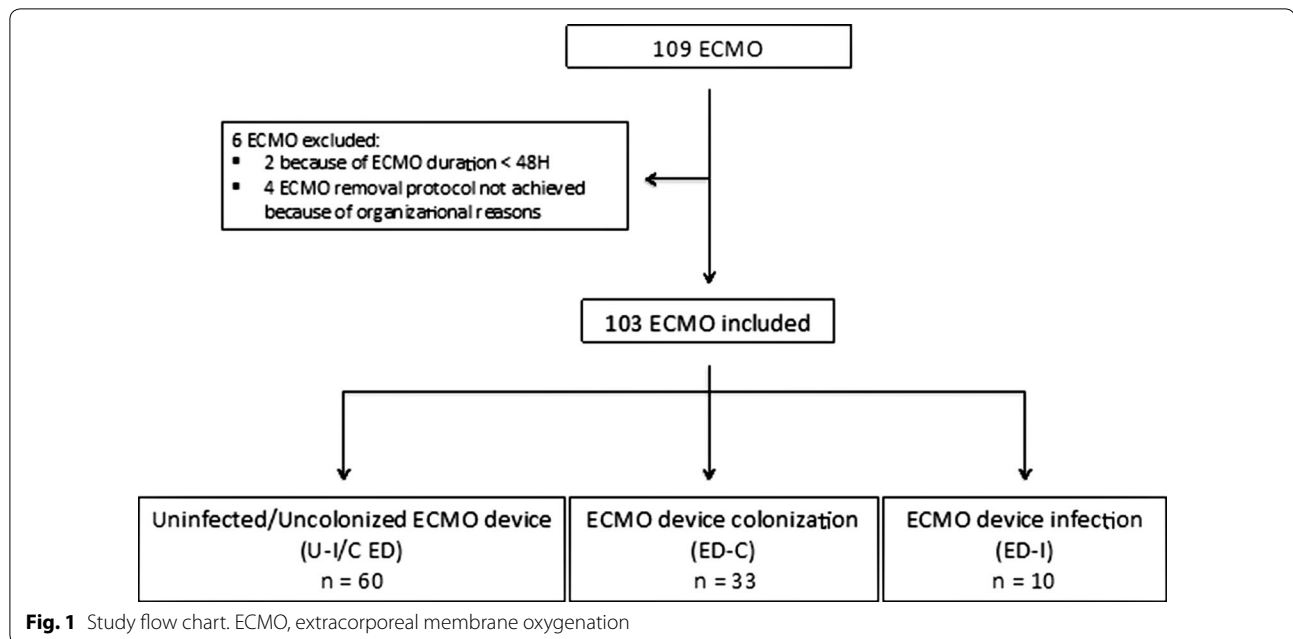 109 ECMO
6 ECMO excluded:
▪ 2 because of ECMO duration < 48H
▪ 4 ECMO removal protocol not achieved
because of organizational reasons
103 ECMO included
Uninfected/Uncolonized ECMO device
(U-I/C ED)
n = 60
ECMO device colonization
(ED-C)
n = 33
ECMO device infection
(ED-I)
n = 10
Fig. 1 Study flow chart. ECMO, extracorporeal membrane oxygenation